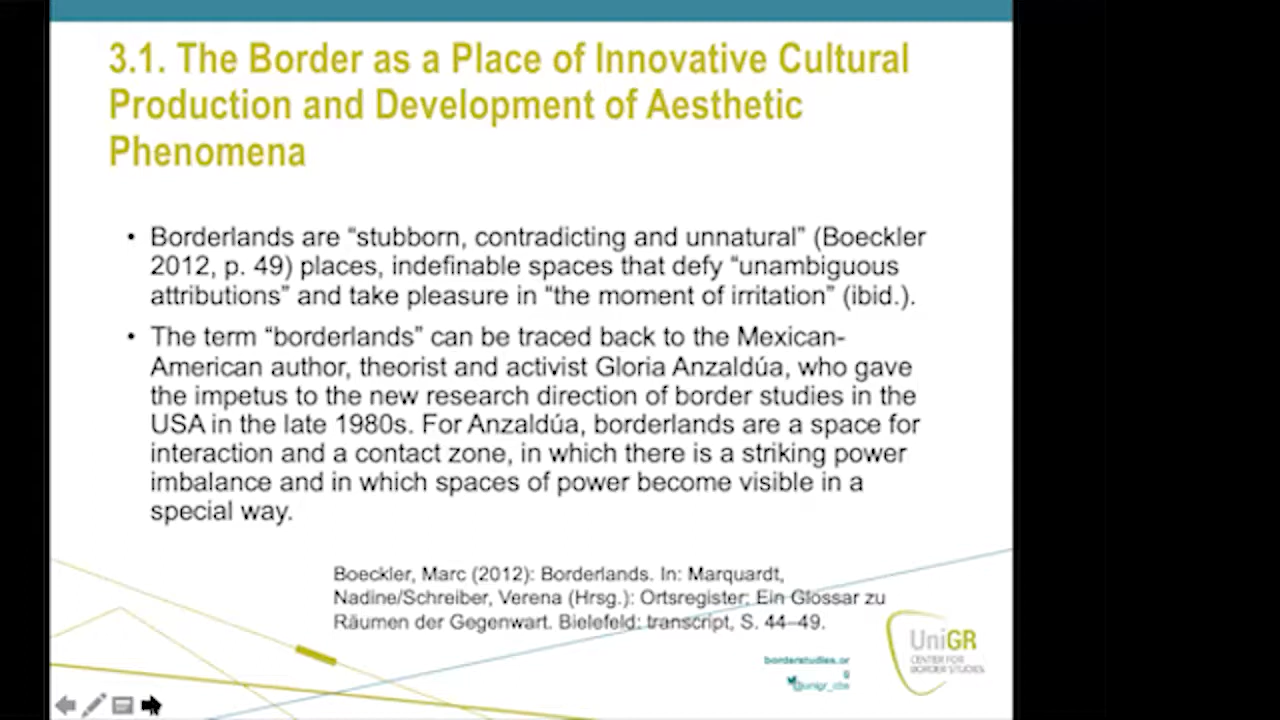 3.1. The Border as a Place of Innovative Cultural
Production and Development of Aesthetic
Phenomena
• Borderlands are “stubborn, contradicting and unnatural” (Boeckler
2012, p. 49) places, indefinable spaces that defy “unambiguous
attributions” and take pleasure in “the moment of irritation” (ibid.).
• The term “borderlands” can be traced back to the Mexican-
American author, theorist and activist Gloria Anzaldúa, who gave
the impetus to the new research direction of border studies in the
USA in the late 1980s. For Anzaldúa, borderlands are a space for
interaction and a contact zone, in which there is a striking power
imbalance and in which spaces of power become visible in a
special way.
Boeckler, Marc (2012): Borderlands. In: Marquardt,
Nadine/Schreiber, Verena (Hrsg.): Ortsregister: Ein Glossar zu
Räumen der Gegenwart. Bielefeld: transcript, S. 44–49.
UniGR
CENTER FOR
BORDER STUDIES
borderstudies.or
g
@unigr_cbs